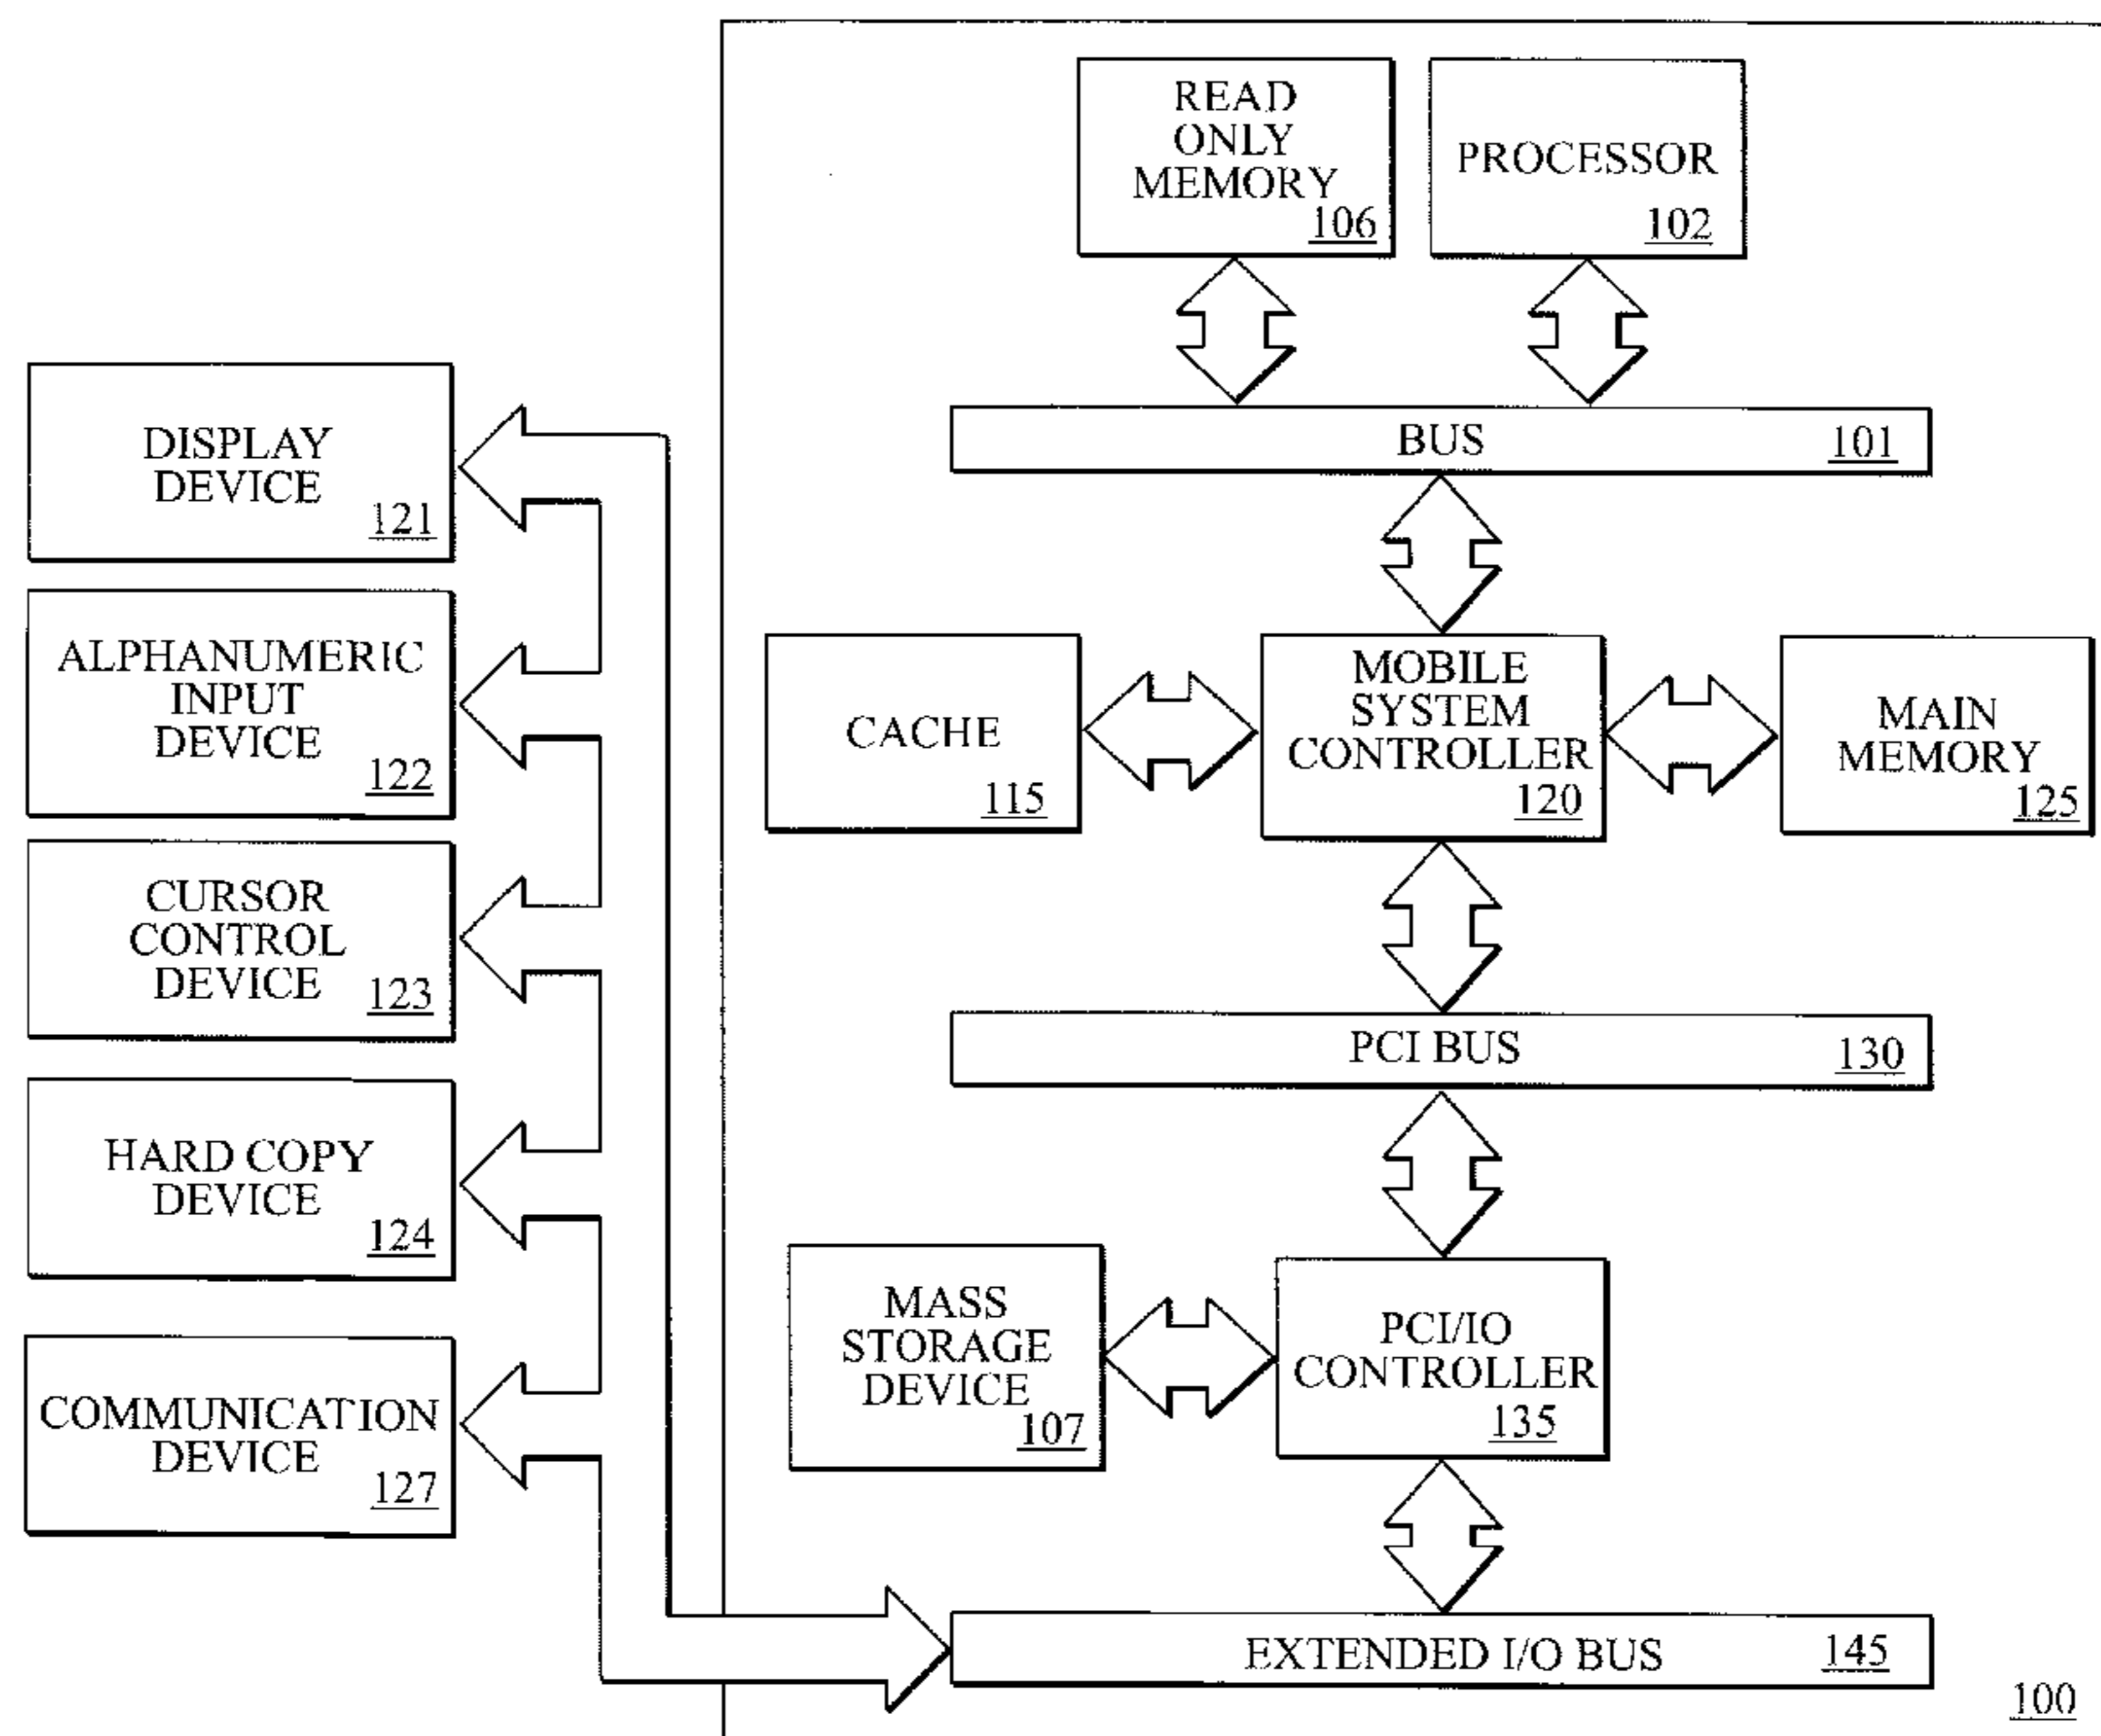 READ
ONLY
MEMORY
106
PROCESSOR
102
BUS
101
DISPLAY
DEVICE
121
ALPHANUMERIC
INPUT
DEVICE
122
CURSOR
CONTROL
DEVICE
123
HARD COPY
DEVICE
124
COMMUNICATION
DEVICE
127
CACHE
115
MOBILE
SYSTEM
CONTROLLER
120
MAIN
MEMORY
125
PCI BUS
130
MASS
STORAGE
DEVICE
107
PCI/IO
CONTROLLER
135
EXTENDED I/O BUS
145
100